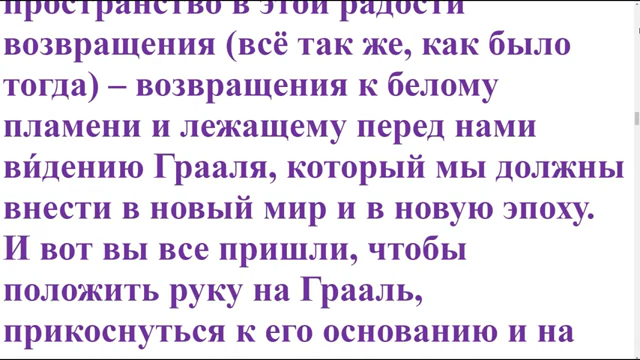 пространство в этой радости
возвращения (всё так же, как было
тогда) – возвращения к белому
пламени и лежащему перед нами
ви́дению Грааля, который мы должны
внести в новый мир и в новую эпоху.
И вот вы все пришли, чтобы
положить руку на Грааль,
прикоснуться к его основанию и на